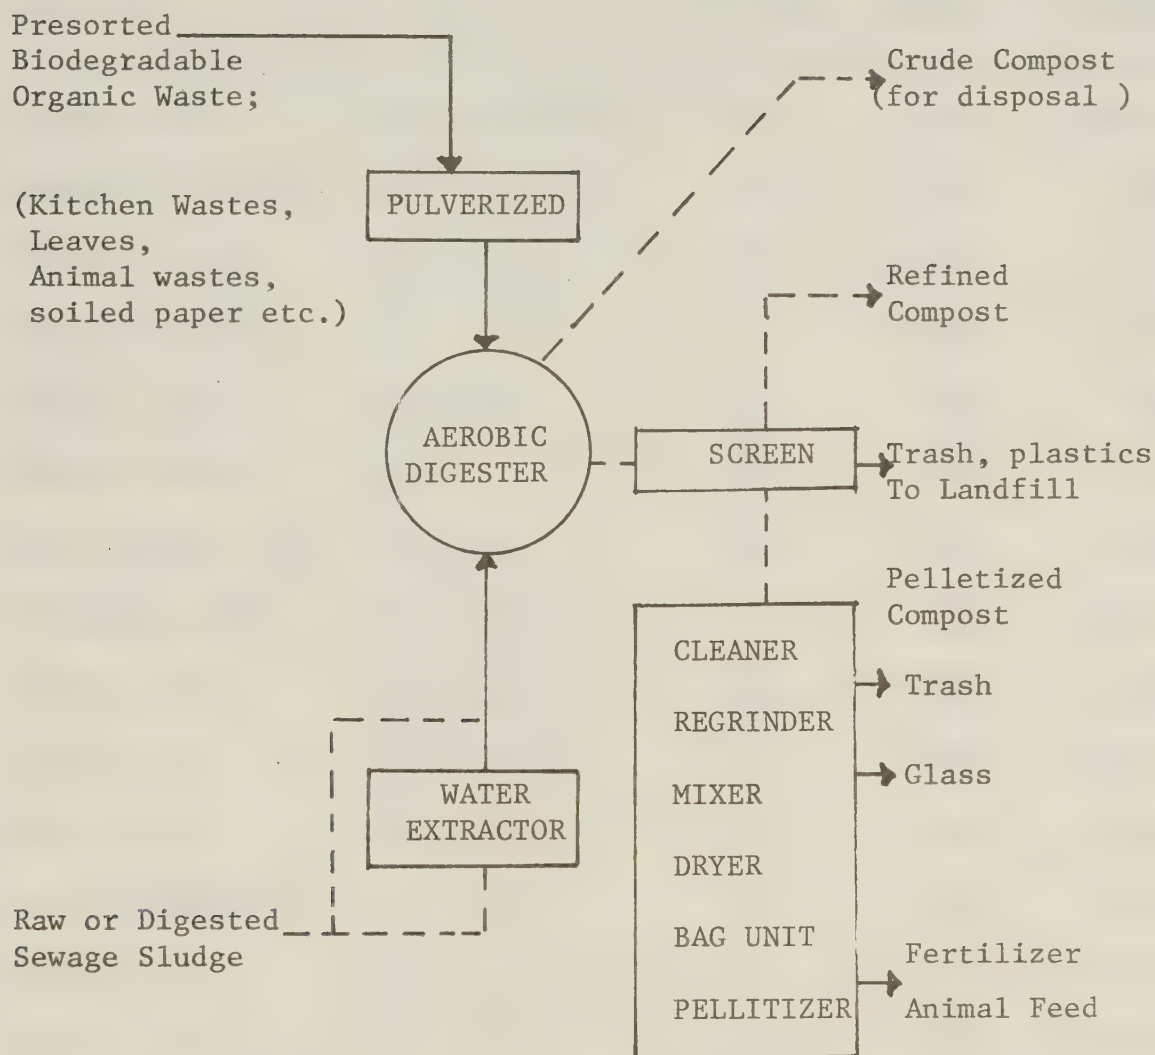 Presorted
Biodegradable
Organic Waste;
(Kitchen Wastes,
Leaves,
Animal wastes,
soiled paper etc.)
PULVERIZED
AEROBIC
DIGESTER
WATER
EXTRACTOR
Raw or Digested
Sewage Sludge
Crude Compost
(for disposal )
Refined
Compost
SCREEN
Trash, plastics
To Landfill
Pelletized
Compost
CLEANER
REGRINDER
MIXER
DRYER
BAG UNIT
PELLITIZER
Trash
Glass
Fertilizer
Animal Feed